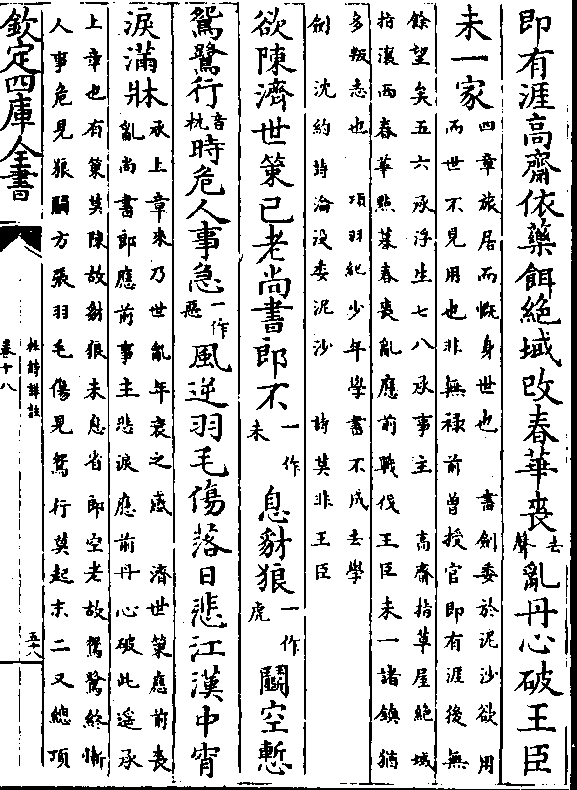 即有涯高齋依藥餌絶域改春華喪去聲亂丹心破王臣
未一家
四章旅居而慨身世也 書劍委於泥沙欲用
而世不見用也非無禄前曾授官即有涯後無
餘望矣五六承浮生七八承事主 高齋指草屋絶域
指瀼西春華點暮春喪亂應前戰伐王臣未一諸鎮猶
多叛恚也 項羽紀少年學書不成去學
劍 沈約詩淪没委泥沙 詩莫非王臣
欲陳濟世策已老尚書郎不一作未息豺狼一作虎鬭空慙
鴛鷺行音杭時危人事急一作惡風逆羽毛傷落日悲江漢中宵
淚滿牀
承上章來乃世亂年衰之感 濟世策應前喪
亂尚書郎應前事主悲淚應前丹心破此遥承
上章也有策莫陳故豺狼未息省郎空老故鴛鷺終慚
人事危見狼鬭方張羽毛傷見鴛行莫起末二又總項
欽定四庫全書
杜詩詳註
卷十八
五十八